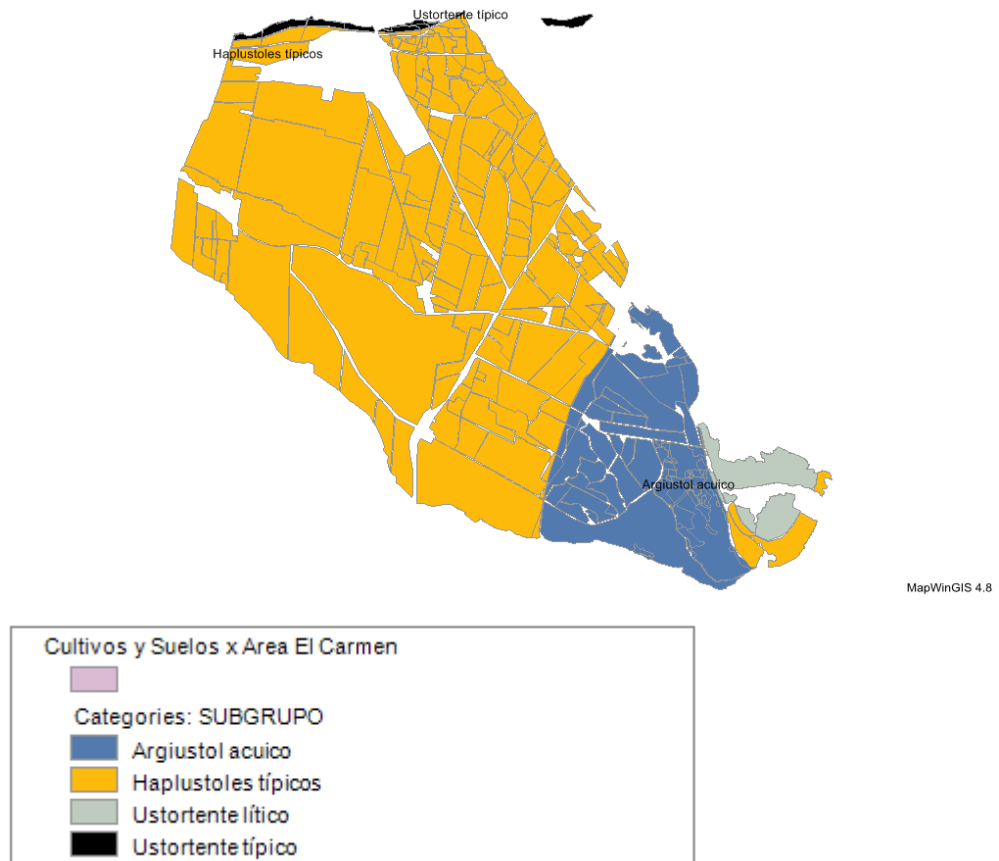 Ustortente típico
Haplustoles típicos
Argiustol acuico
MapWinGIS 4.8
Cultivos y Suelos x Area El Carmen
Categories: SUBGRUPO
Argiustol acuico
Haplustoles típicos
Ustortente lítico
Ustortente típico